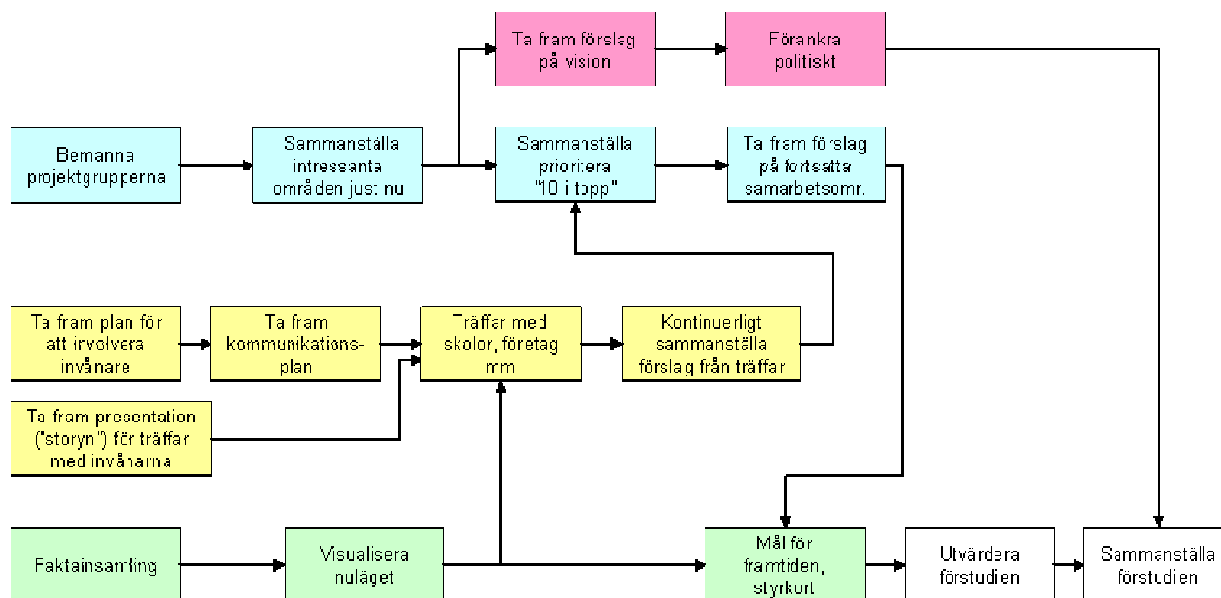 Ta fram förslag
på vision
Förankra
politiskt
Bemanna
projektgrupperna
Sammanställa
intressanta
områden just nu
Sammanställa
prioritera
"10 i topp"
Ta fram förslag
på fortsatta
samarbetsomr.
Ta fram plan för
att involvera
invånare
Ta fram
kommunikations-
plan
Träffar med
skolor, företag
mm
Kontinuerligt
sammanställa
förslag från träffar
Ta fram presentation
("storyn") för träffar
med invånarna
Faktainsamling
Visualisera
nuläget
Mål för
framtiden,
styrkort
Utvärdera
förstudien
Sammanställa
förstudien